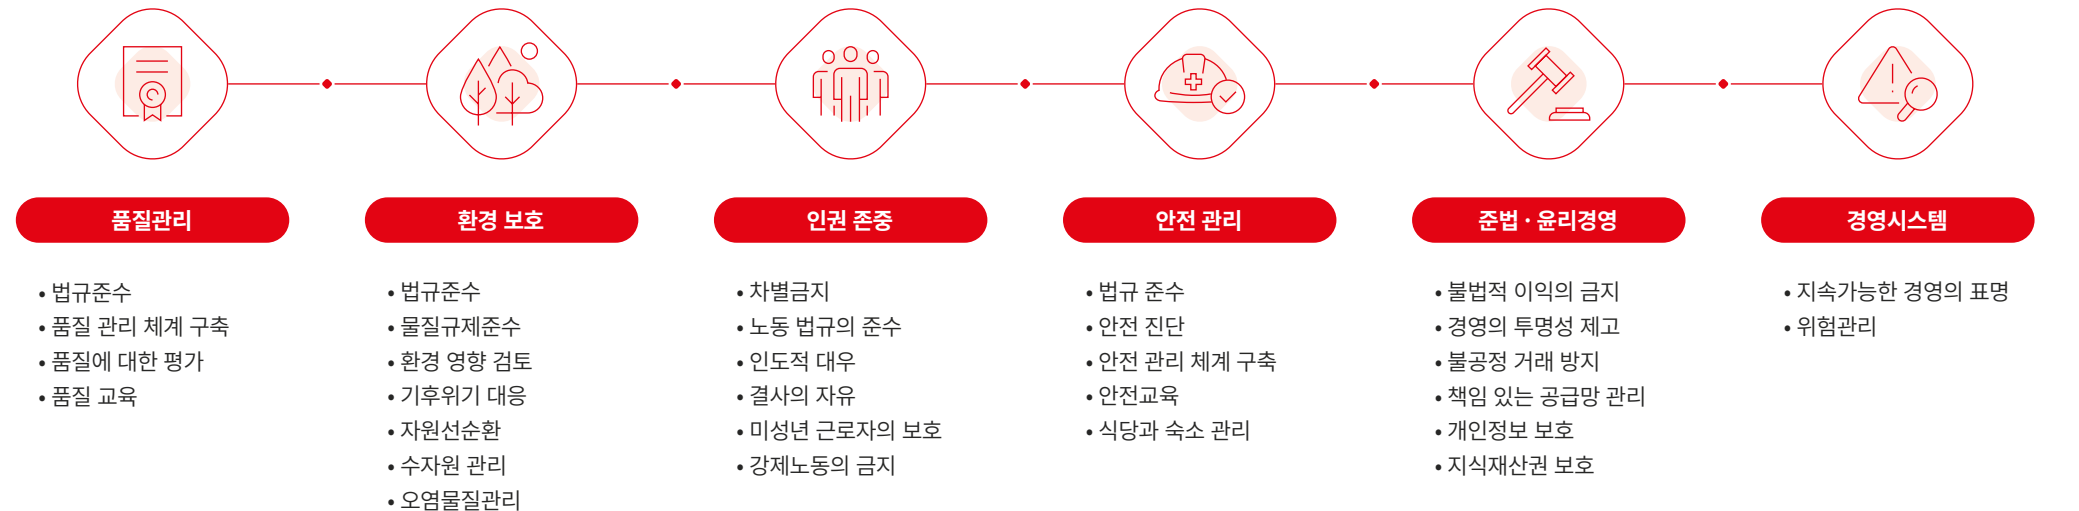 품질관리
• 법규준수
• 품질 관리 체계 구축
• 품질에 대한 평가
• 품질 교육
환경 보호
• 법규준수
• 물질규제준수
• 환경 영향 검토
• 기후위기 대응
• 자원선순환
• 수자원 관리
• 오염물질관리
인권 존중
• 차별금지
• 노동 법규의 준수
• 인도적 대우
• 결사의 자유
• 미성년 근로자의 보호
• 강제노동의 금지
안전 관리
• 법규 준수
• 안전 진단
• 안전 관리 체계 구축
• 안전교육
• 식당과 숙소 관리
준법 · 윤리경영
• 불법적 이익의 금지
• 경영의 투명성 제고
• 불공정 거래 방지
• 책임 있는 공급망 관리
• 개인정보 보호
• 지식재산권 보호
경영시스템
• 지속가능한 경영의 표명
• 위험관리